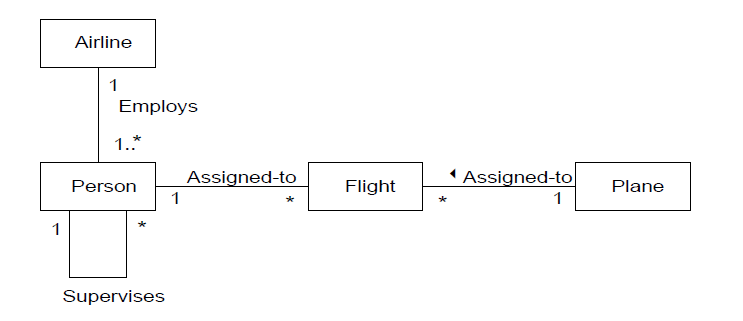 Airline
1
Employs
1..*
Person
Assigned-to
1
*
Flight
Assigned-to
*
1
Plane
1
*
Supervises